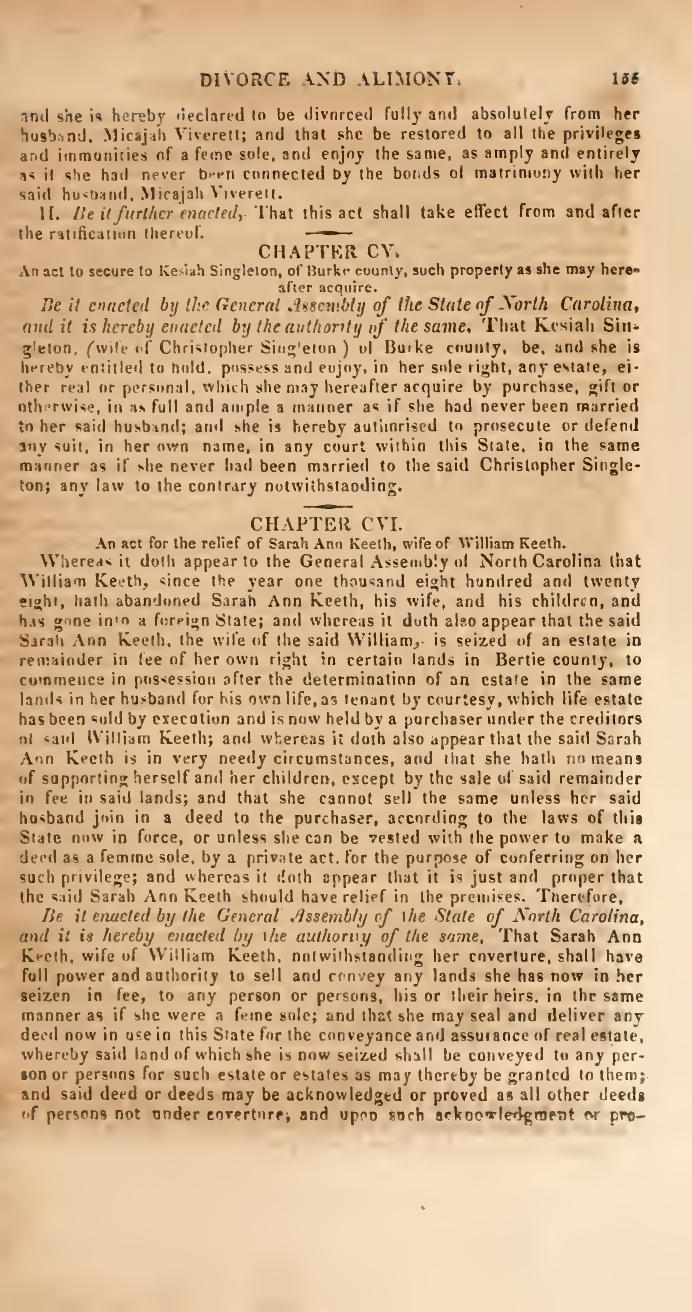 DIVORCE AND ALIMONY. 155
and she is hereby declared to be divorced fully and absolutely from her
husband, Micajah Viverett; and that she be restored to all the privileges
and immunities of a feme sole, and enjoy the same, as amply and entirely
as if she had never been connected by the bonds of matrimony with her
said husband, Micajah Viverett.
II. Be it further enacted, That this act shall take effect from and after
the ratification thereof.
CHAPTER CV.
An act to secure to Kesiah Singleton, of Burke county, such property as she may here-
after acquire.
Be it enacted by the General Assembly of the State of North Carolina,
and it is hereby enacted by the authority of the same, That Kesiah Sin-
gleton, (wife of Christopher Singleton) of Burke county, be, and she is
hereby entitled to hold, possess and enjoy, in her sole right, any estate, ei-
ther real or personal, which she may hereafter acquire by purchase, gift or
otherwise, in as full and ample a manner as if she had never been married
to her said husband; and she is hereby authorised to prosecute or defend
any suit, in her own name, in any court within this State, in the same
manner as if she never had been married to the said Christopher Single-
ton; any law to the contrary notwithstanding.
CHAPTER CVI.
An act for the relief of Sarah Ann Keeth, wife of William Keeth.
Whereas it doth appear to the General Assembly of North Carolina that
William Keeth, since the year one thousand eight hundred and twenty
eight, hath abandoned Sarah Ann Keeth, his wife, and his children, and
has gone into a foreign State; and whereas it doth also appear that the said
Sarah Ann Keeth, the wife of the said William, is seized of an estate in
remainder in fee of her own right in certain lands in Bertie county, to
commence in possession after the determination of an estate in the same
lands in her husband for his own life, as tenant by courtesy, which life estate
has been sold by execution and is now held by a purchaser under the creditors
of said William Keeth; and whereas it doth also appear that the said Sarah
Ann Keeth is in very needy circumstances, and that she hath no means
of supporting herself and her children, except by the sale of said remainder
in fee in said lands; and that she cannot sell the same unless her said
husband join in a deed to the purchaser, according to the laws of this
State now in force, or unless she can be vested with the power to make a
deed as a femme sole, by a private act, for the purpose of conferring on her
such privilege; and whereas it doth appear that it is just and proper that
the said Sarah Ann Keeth should have relief in the premises. Therefore,
Be it enacted by the General Assembly of the State of North Carolina,
and it is hereby enacted by the authority of the same, That Sarah Ann
Keeth, wife of William Keeth, notwithstanding her coverture, shall have
full power and authority to sell and convey any lands she has now in her
seizen in fee, to any person or persons, his or their heirs, in the same
manner as if she were a feme sole; and that she may seal and deliver any
deed now in use in this State for the conveyance and assurance of real estate,
whereby said land of which she is now seized shall be conveyed to any per-
son or persons for such estate or estates as may thereby be granted to them;
and said deed or deeds may be acknowledged or proved as all other deeds
of persons not under coverture; and upon such acknowledgment or pro-